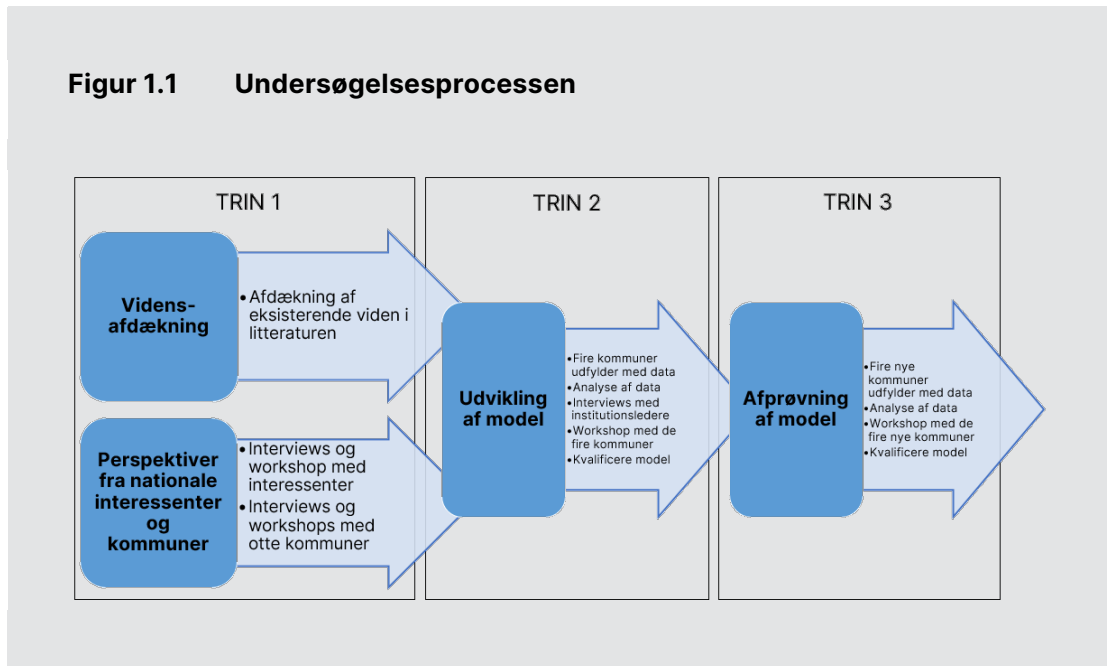 Figur 1.1 Undersøgelsesprocessen
TRIN 1
Videns-
afdækning
•Afdækning af
eksisterende viden i
litteraturen
Perspektiver
fra nationale
interessenter
og
kommuner
•Interviews og
workshop med
interessenter
•Interviews og
workshops med
otte kommuner
TRIN 2
Udvikling
af model
•Fire kommuner
udfylder med data
•Analyse af data
•Interviews med
institutionsledere
•Workshop med de
fire kommuner
•Kvalificere model
TRIN 3
Afprøvning
af model
•Fire nye
kommuner
udfylder med data
•Analyse af data
•Workshop med de
fire nye kommuner
•Kvalificere model